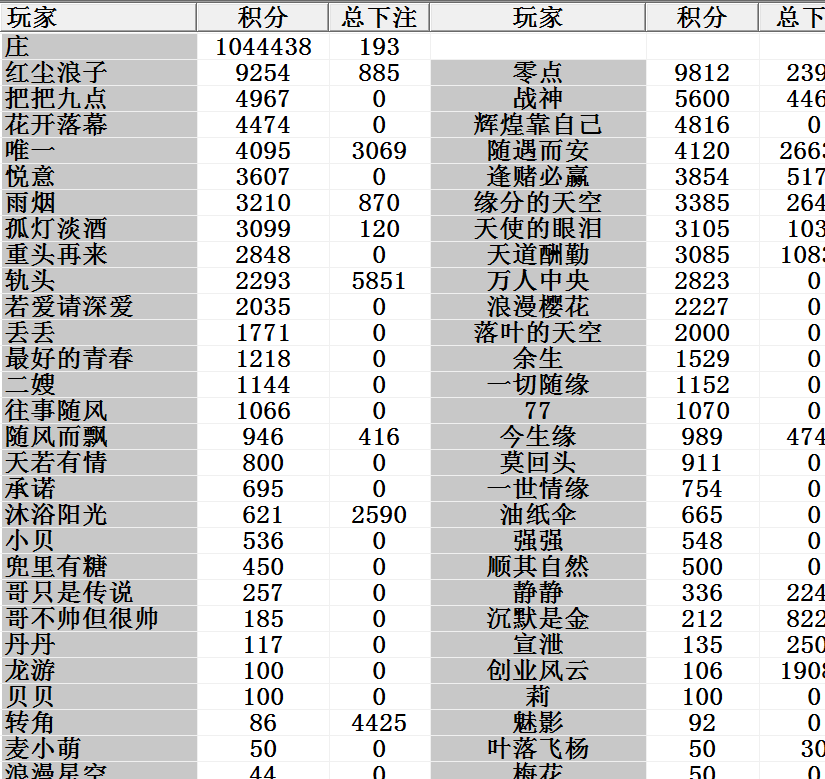 玩家 积分 总下注 玩家 积分 总下
庄 1044438 193
红尘浪子 9254 885 零点 9812 239
把把九点 4967 0 战神 5600 446
花开落幕 4474 0 辉煌靠自己 4816 0
唯一 4095 3069 随遇而安 4120 2663
悦意 3607 0 逢赌必赢 3854 517
雨烟 3210 870 缘分的天空 3385 264
孤灯淡酒 3099 120 天使的眼泪 3105 103
重头再来 2848 0 天道酬勤 3085 1083
轨头 2293 5851 万人中央 2823 0
若爱请深爱 2035 0 浪漫樱花 2227 0
丢丢 1771 0 落叶的天空 2000 0
最好的青春 1218 0 余生 1529 0
二嫂 1144 0 一切随缘 1152 0
往事随风 1066 0 77 1070 0
随风而飘 946 416 今生缘 989 474
天若有情 800 0 莫回头 911 0
承诺 695 0 一世情缘 754 0
沐浴阳光 621 2590 油纸伞 665 0
小贝 536 0 强强 548 0
兜里有糖 450 0 顺其自然 500 0
哥只是传说 257 0 静静 336 224
哥不帅但很帅 185 0 沉默是金 212 822
丹丹 117 0 宣泄 135 250
龙游 100 0 创业风云 106 1908
贝贝 100 0 莉 100 0
转角 86 4425 魅影 92 0
麦小萌 50 0 叶落飞杨 50 30
浪漫星空 44 0 梅花 50 0